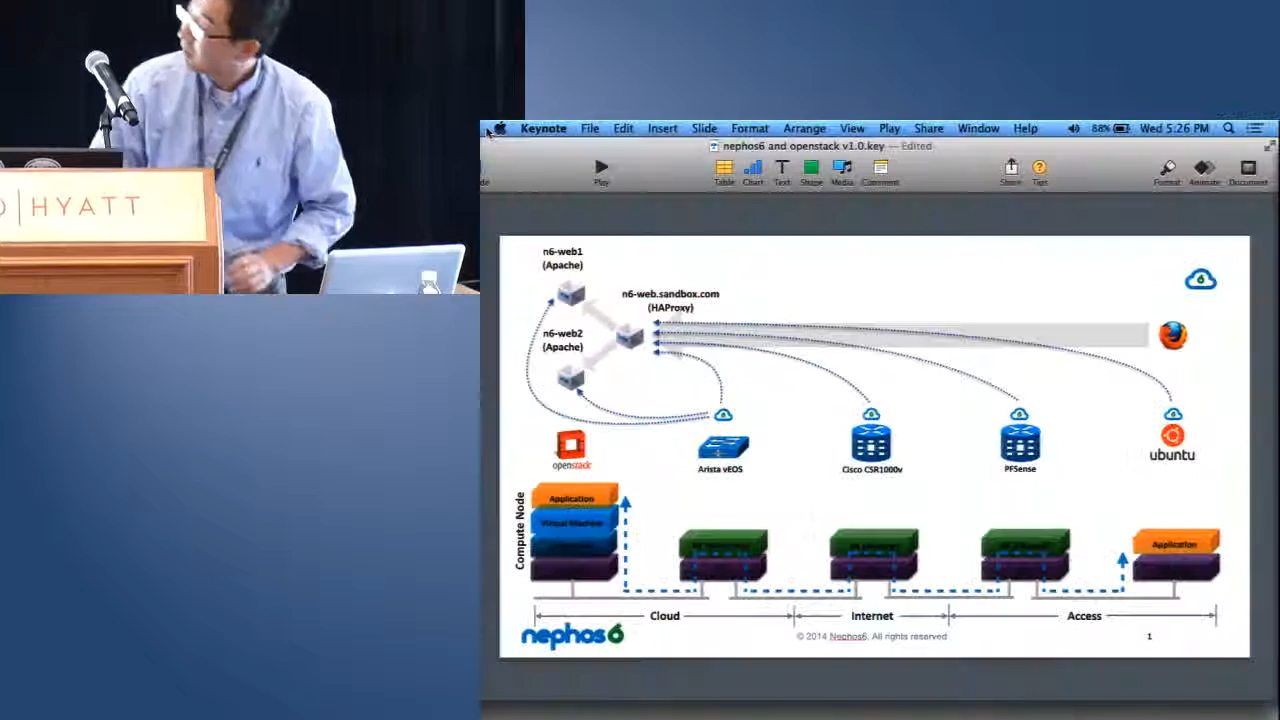 D | HYATT
Keynote File Edit Insert Slide Format Arrange View Play Share Window Help 88% Wed 5:26 PM
nephos6 and openstack v1.0.key — Edited
Play Table Chart Text Shape Media Comment Share Tips Format Animate Document
n6-web1
(Apache)
n6-web.sandbox.com
(HAProxy)
n6-web2
(Apache)
6
openstack
Arista vEOS
Cisco CSR1000v
PFSense
ubuntu
Compute Node
Application
Virtual Machine
Application
Cloud
Internet
Access
nephos6
© 2014 Nephos6. All rights reserved
1